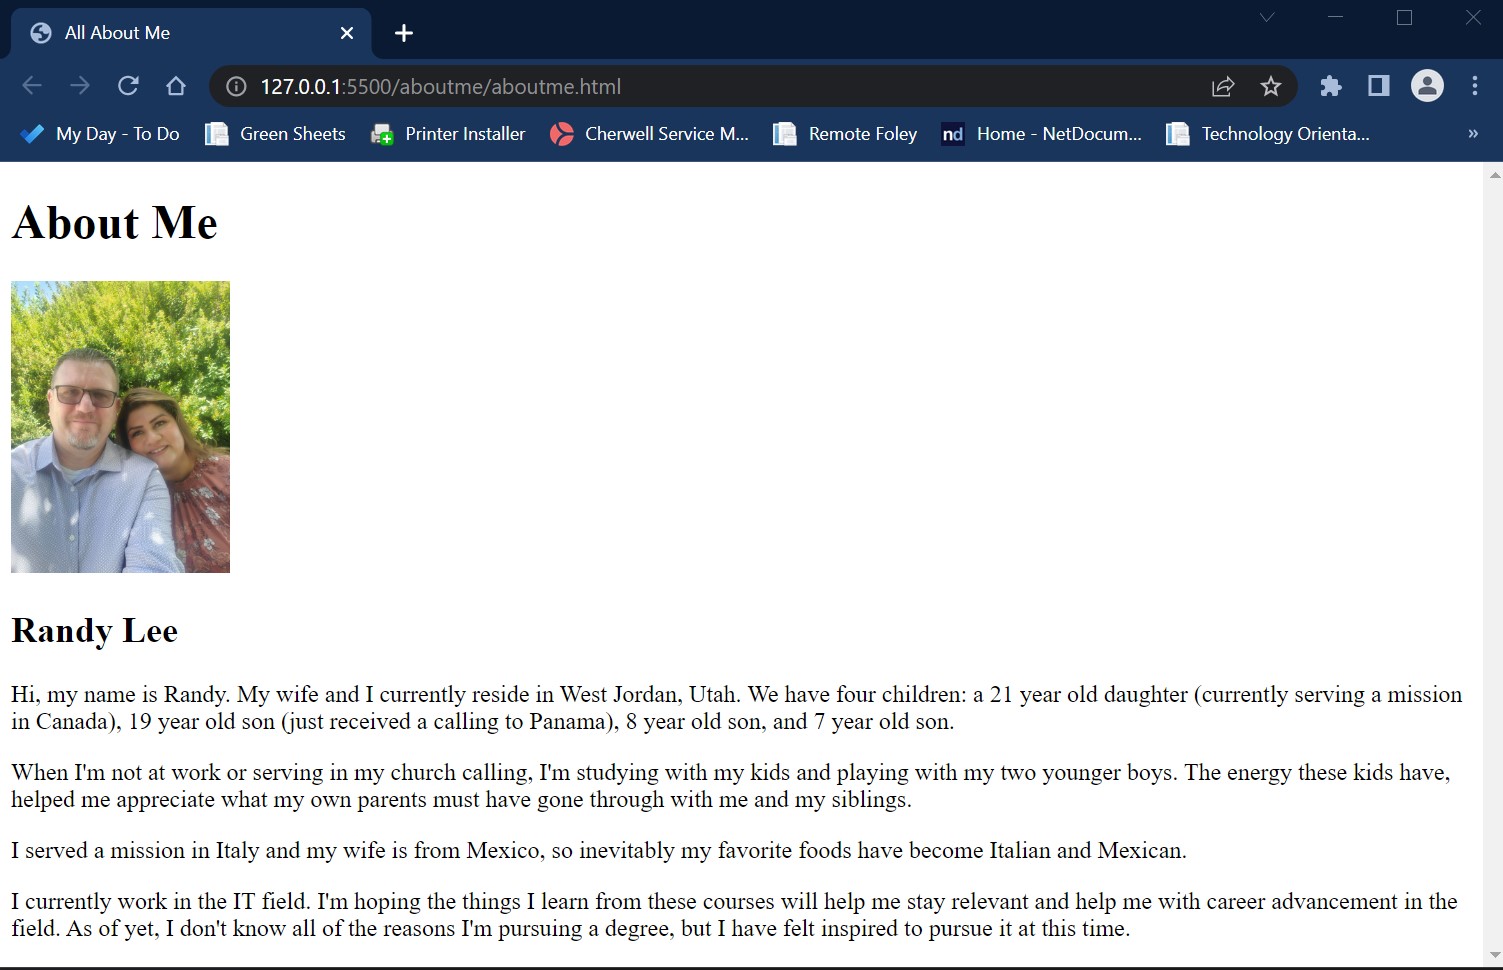 All About Me
127.0.0.1:5500/aboutme/aboutme.html
My Day - To Do Green Sheets Printer Installer Cherwell Service M... Remote Foley nd Home - NetDocum... Technology Orienta... »
About Me
Randy Lee
Hi, my name is Randy. My wife and I currently reside in West Jordan, Utah. We have four children: a 21 year old daughter (currently serving a mission
in Canada), 19 year old son (just received a calling to Panama), 8 year old son, and 7 year old son.
When I'm not at work or serving in my church calling, I'm studying with my kids and playing with my two younger boys. The energy these kids have,
helped me appreciate what my own parents must have gone through with me and my siblings.
I served a mission in Italy and my wife is from Mexico, so inevitably my favorite foods have become Italian and Mexican.
I currently work in the IT field. I'm hoping the things I learn from these courses will help me stay relevant and help me with career advancement in the
field. As of yet, I don't know all of the reasons I'm pursuing a degree, but I have felt inspired to pursue it at this time.